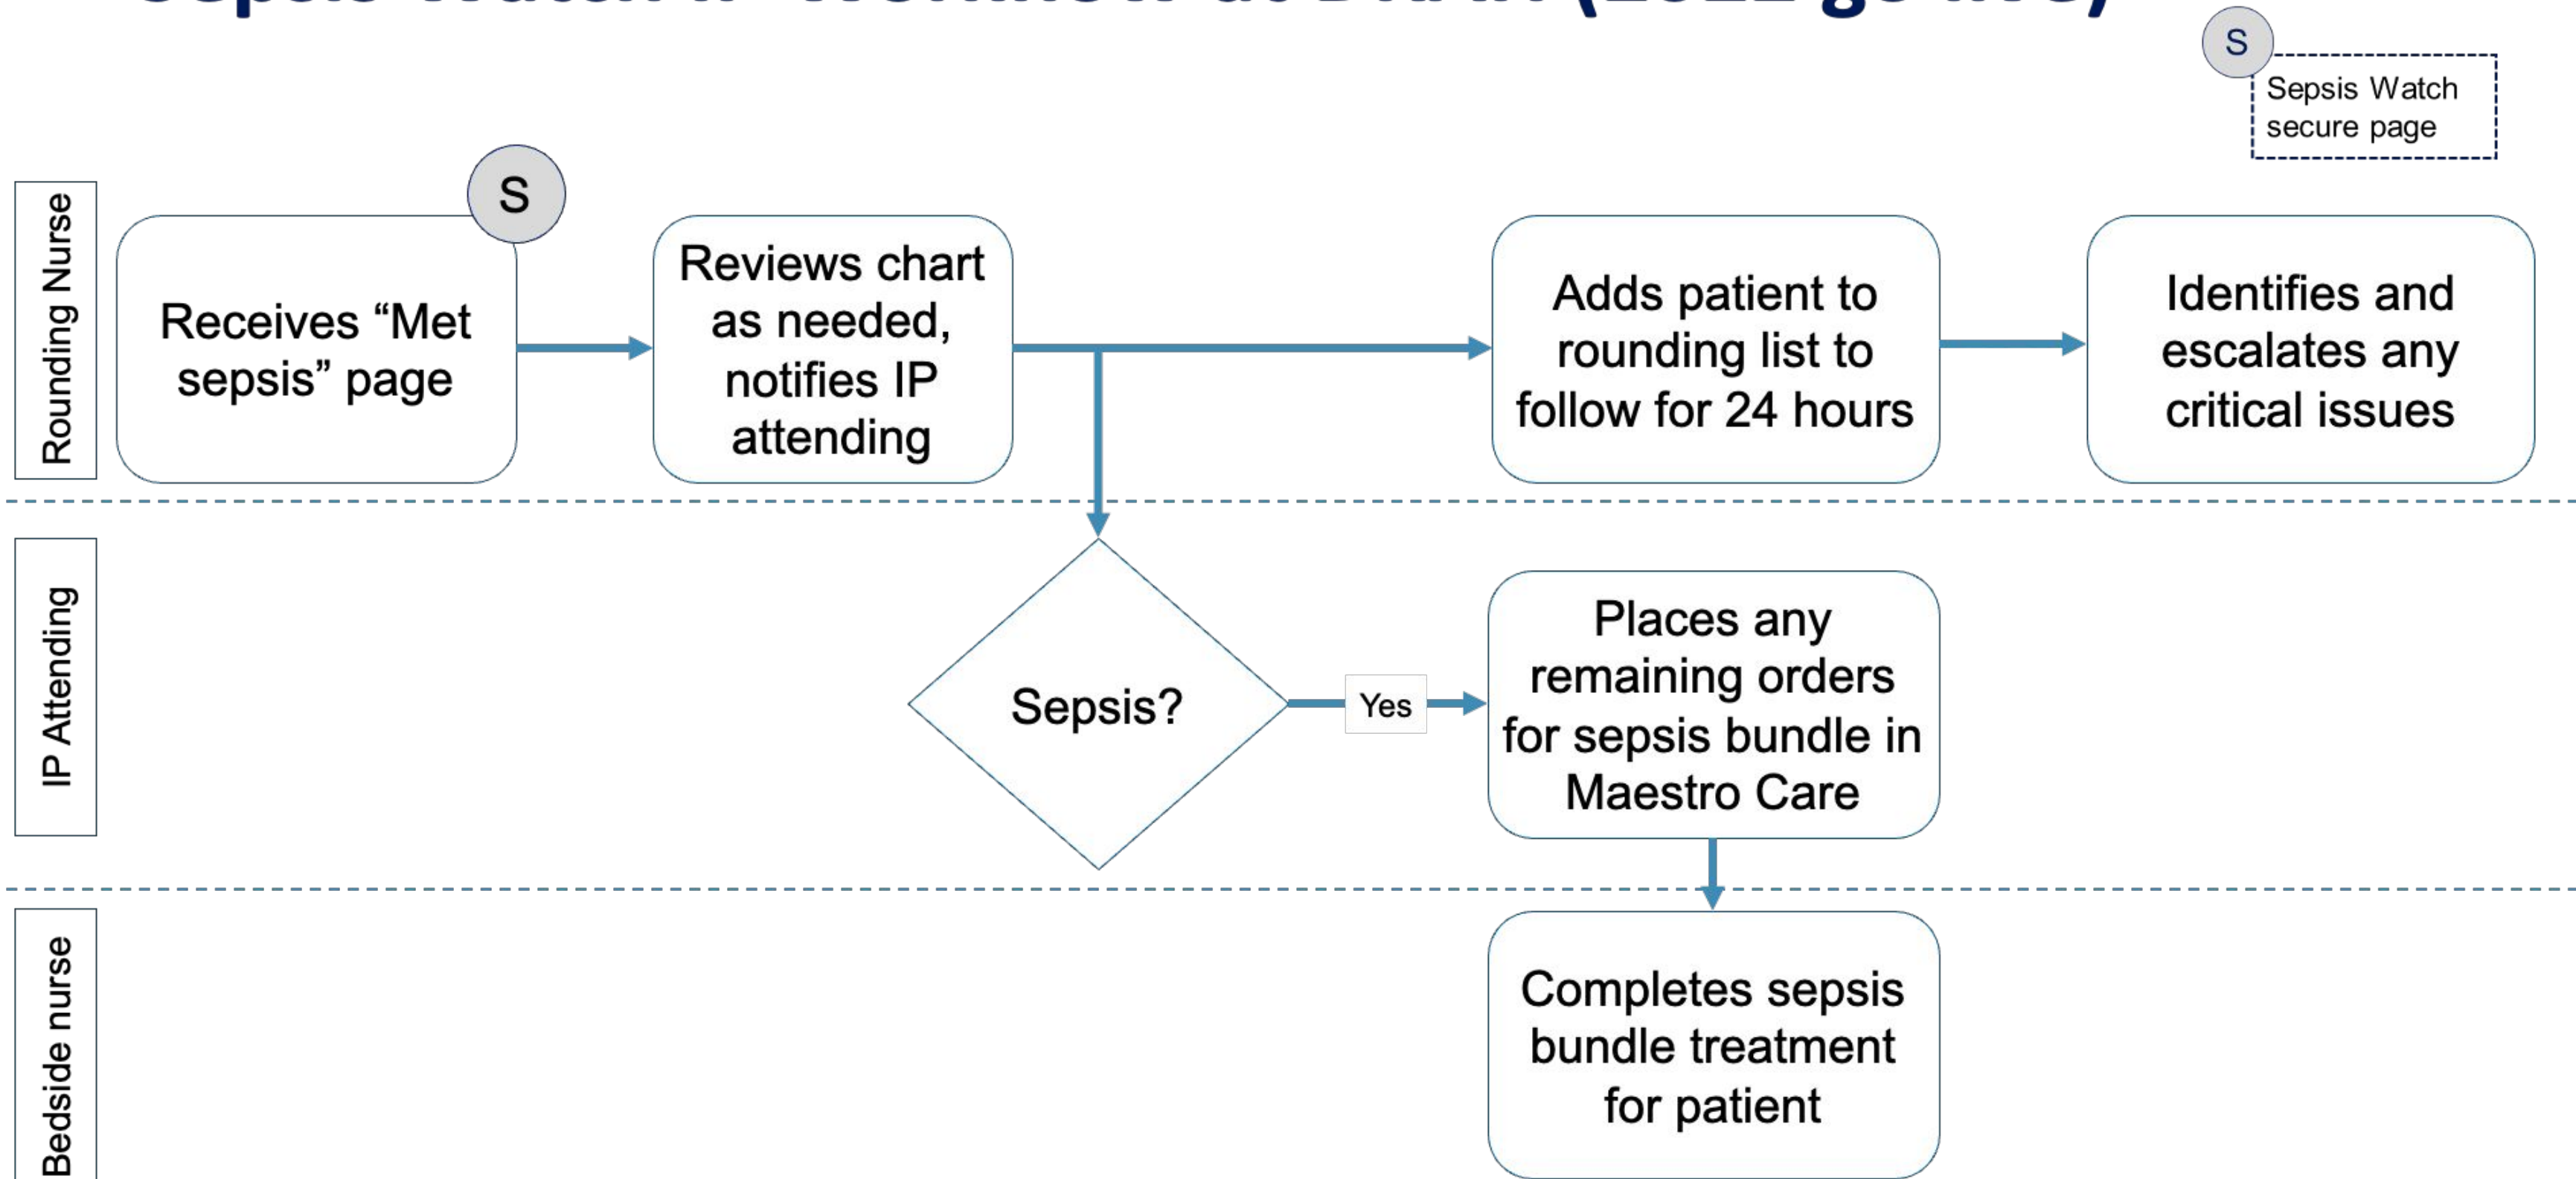 Sepsis Watch
S
Sepsis Watch
secure page
Rounding Nurse
S
Receives “Met
sepsis” page
Reviews chart
as needed,
notifies IP
attending
Adds patient to
rounding list to
follow for 24 hours
Identifies and
escalates any
critical issues
IP Attending
Sepsis?
Yes
Places any
remaining orders
for sepsis bundle in
Maestro Care
Bedside nurse
Completes sepsis
bundle treatment
for patient